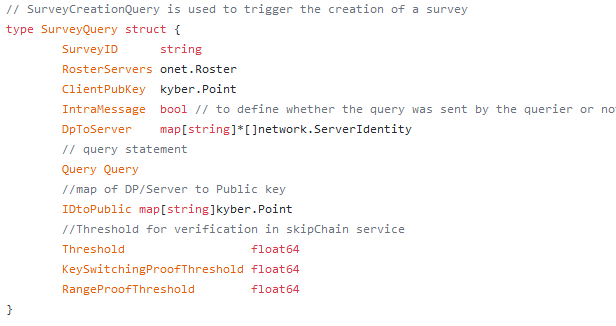 // SurveyCreationQuery is used to trigger the creation of a survey
type SurveyQuery struct {
SurveyID string
RosterServers onet.Roster
ClientPubKey kyber.Point
IntraMessage bool // to define whether the query was sent by the querier or
DpToServer map[string]*[]network.ServerIdentity
// query statement
Query Query
//map of DP/Server to Public key
IDtoPublic map[string]kyber.Point
//Threshold for verification in skipChain service
Threshold float64
KeySwitchingProofThreshold float64
RangeProofThreshold float64
}